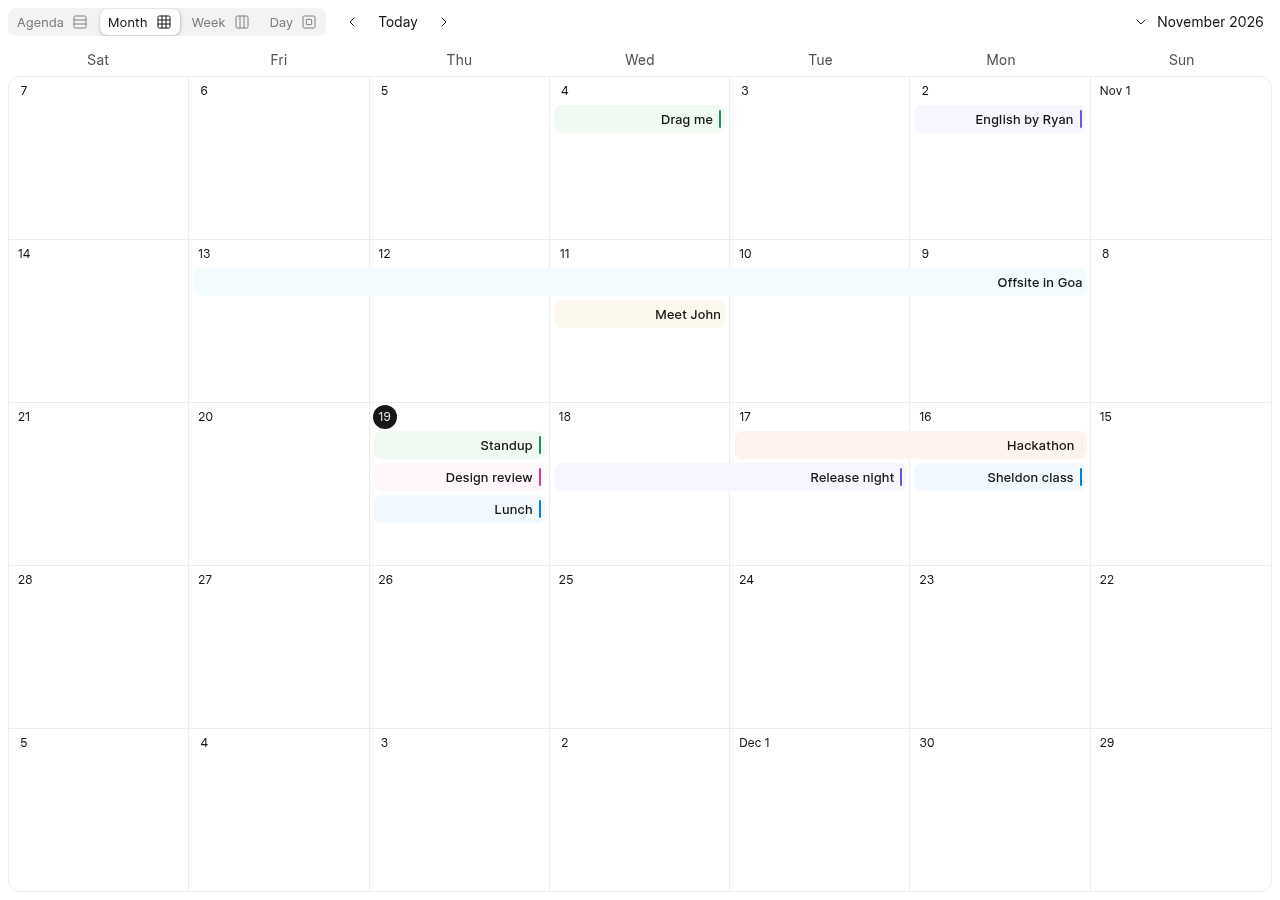 Agenda Month Week Day Today November 2026
Sat Fri Thu Wed Tue Mon Sun
7 6 5 4 3 2 Nov 1
Drag me English by Ryan
14 13 12 11 10 9 8
Offsite in Goa
Meet John
21 20 19 18 17 16 15
Standup Hackathon
Design review Release night Sheldon class
Lunch
28 27 26 25 24 23 22
5 4 3 2 Dec 1 30 29